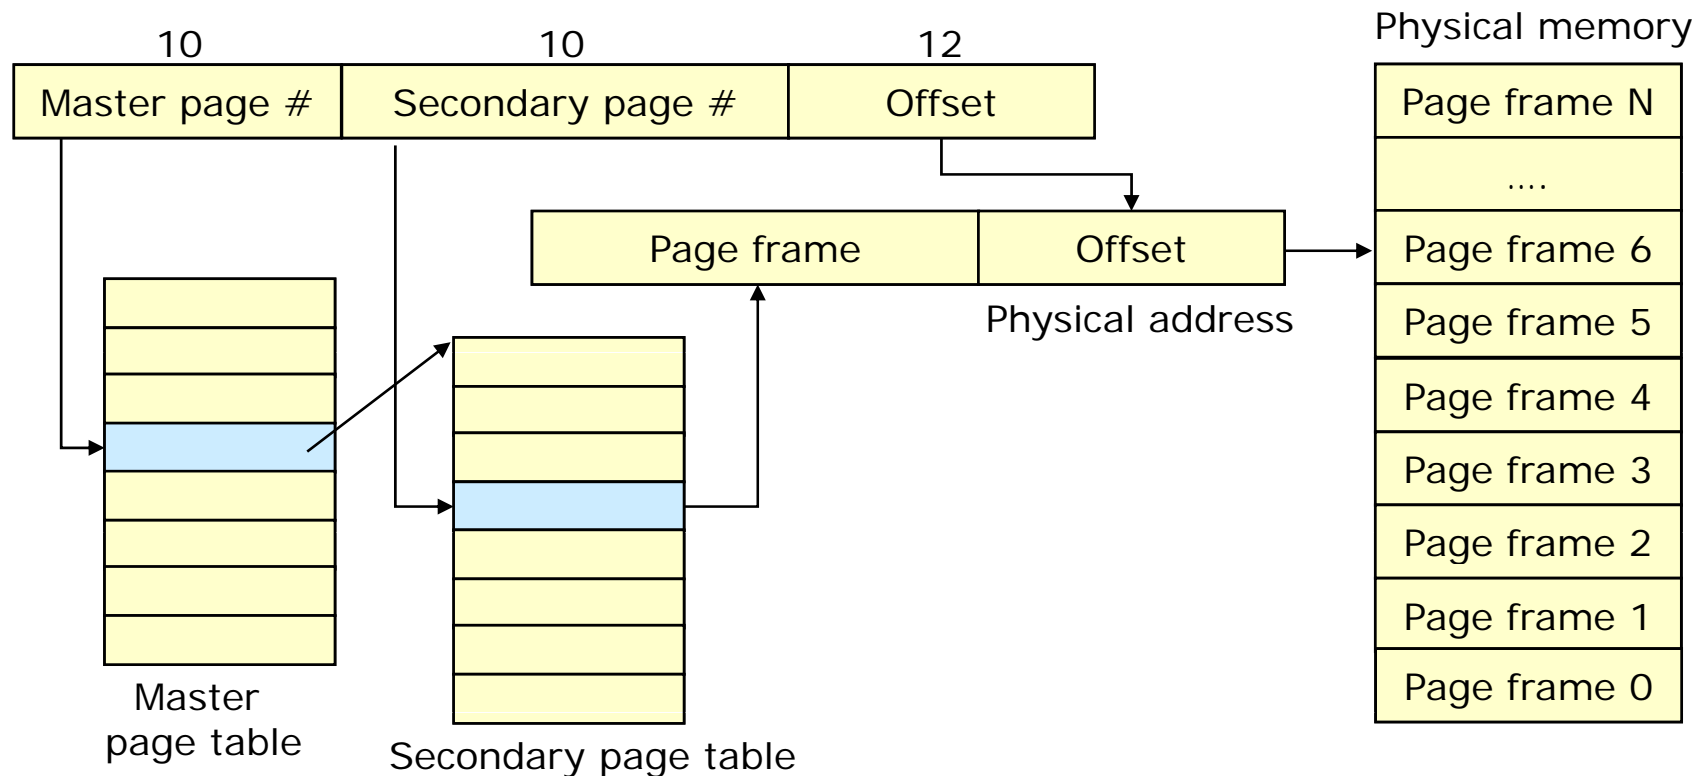 10
10
12
Master page #
Secondary page #
Offset
Page frame
Offset
Physical address
Master
page table
Secondary page table
Physical memory
Page frame N
....
Page frame 6
Page frame 5
Page frame 4
Page frame 3
Page frame 2
Page frame 1
Page frame 0